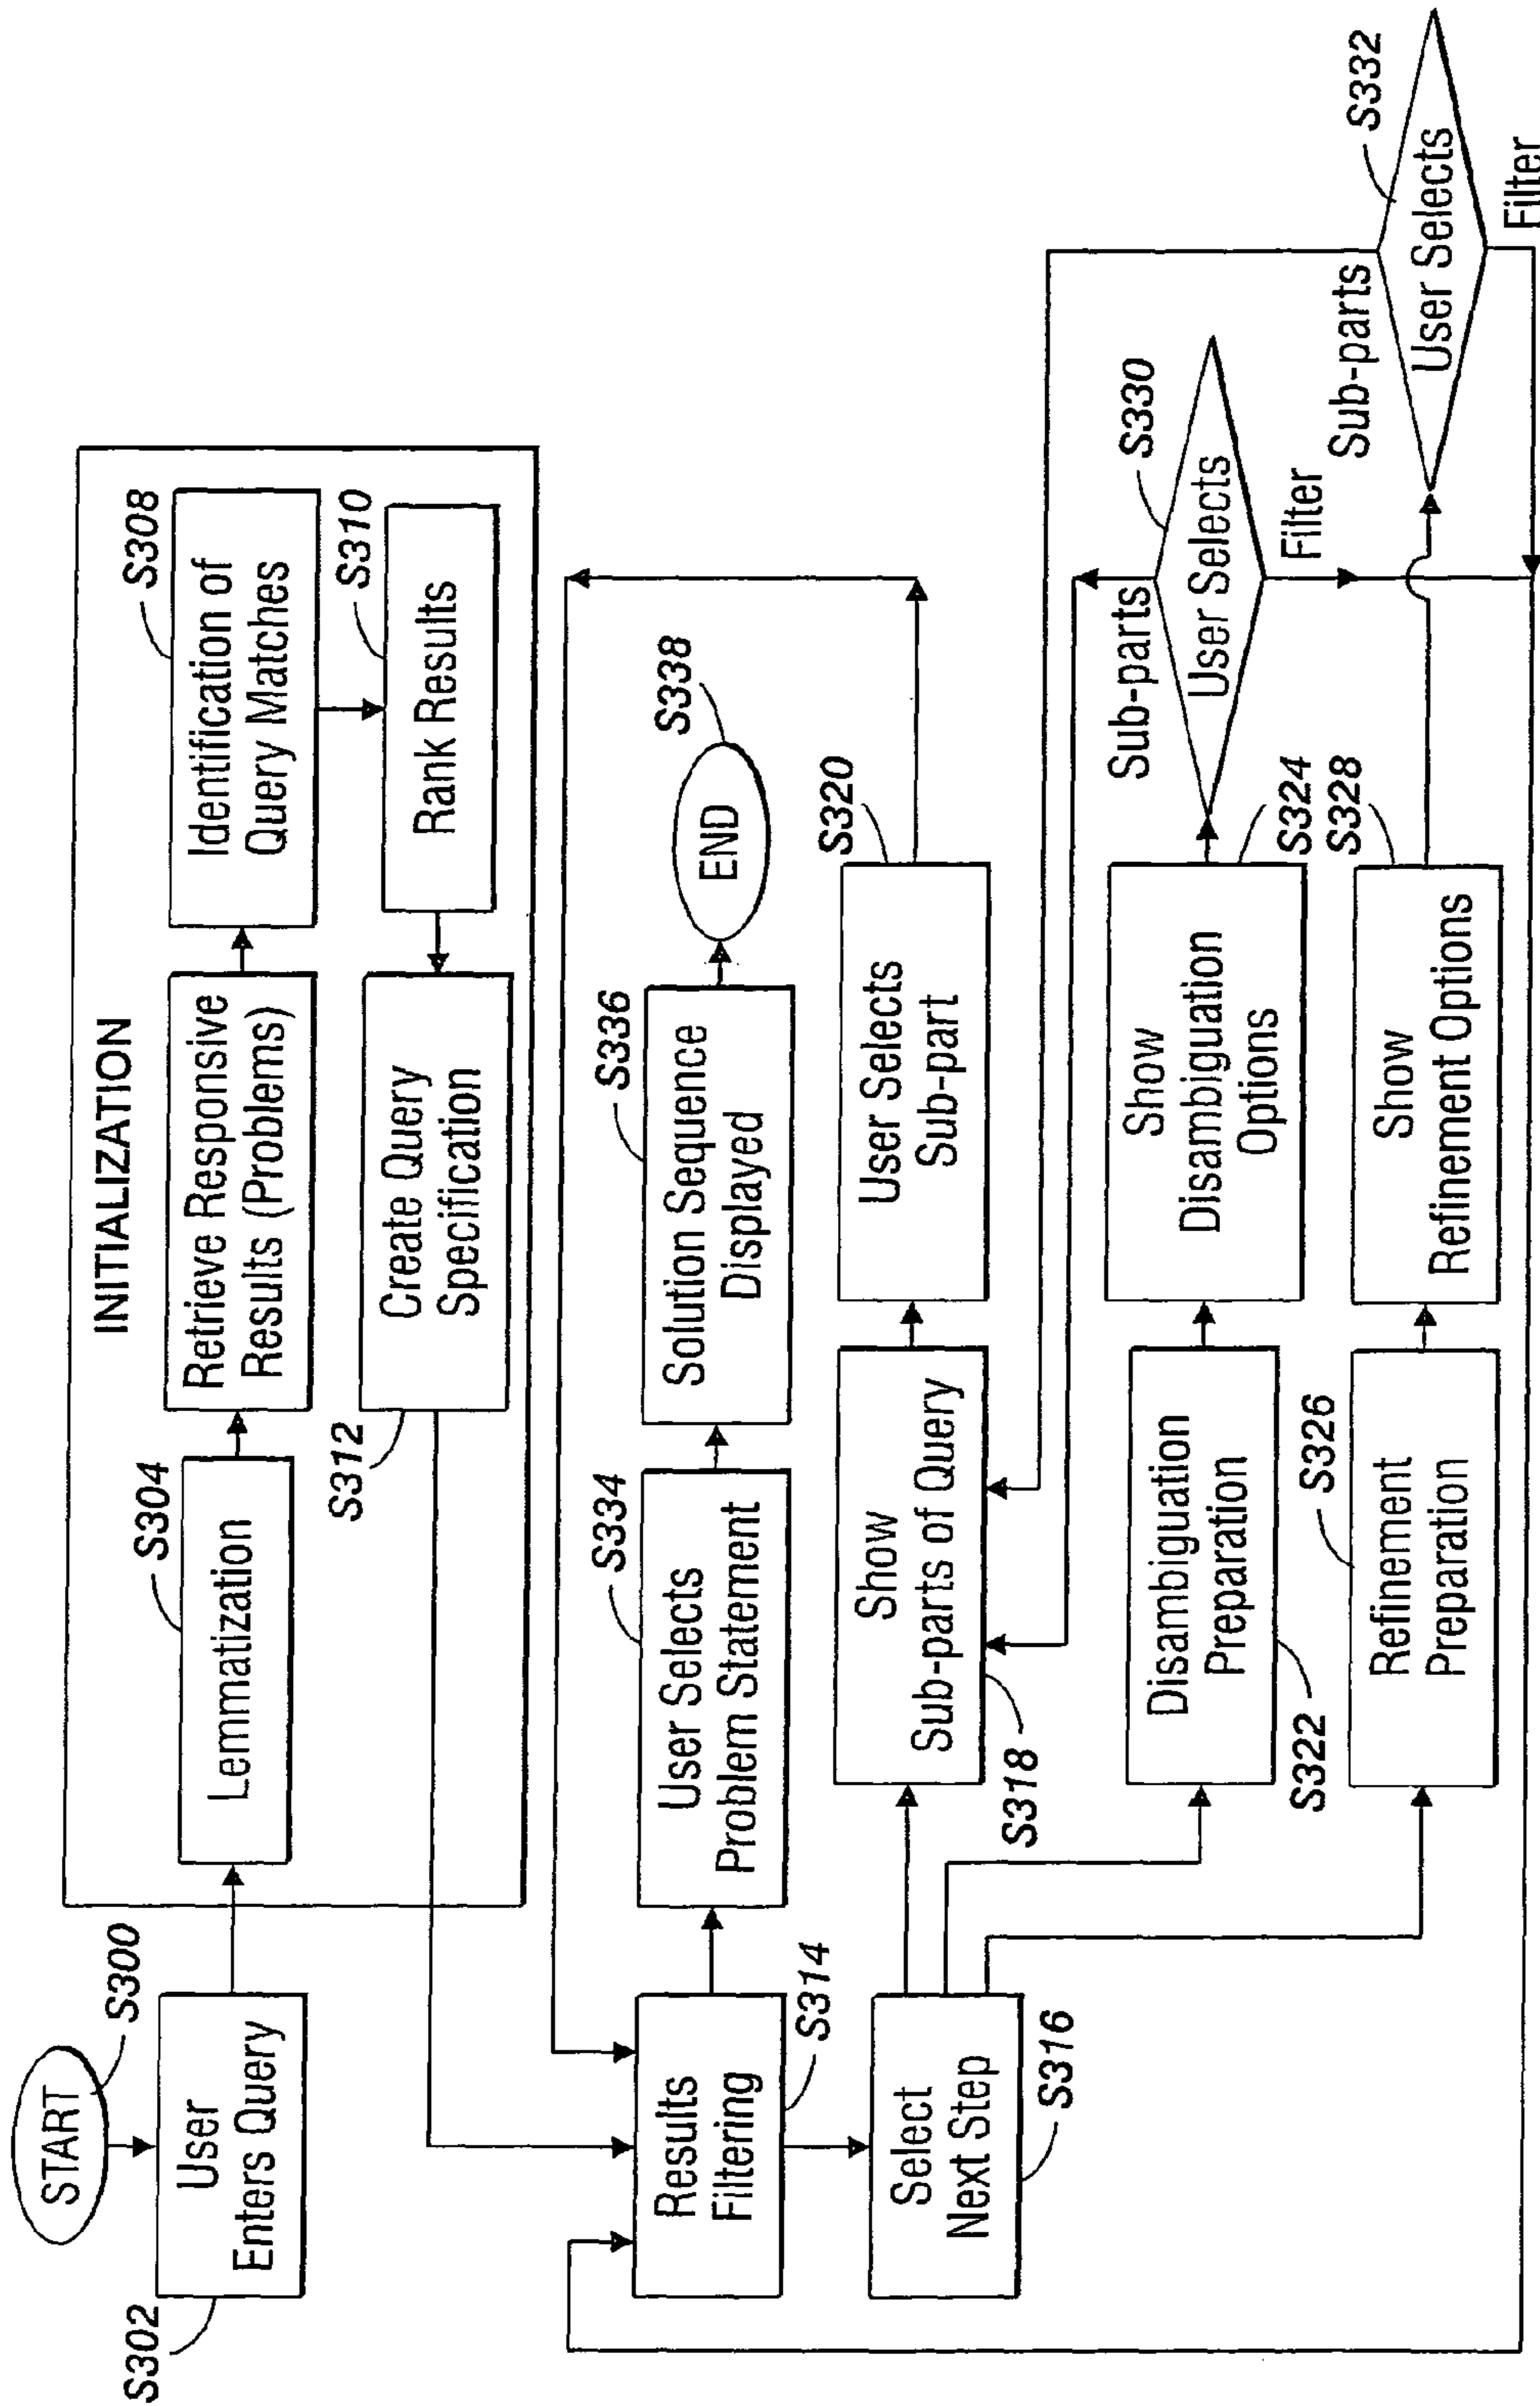 START
S300
User
Enters Query
S302
INITIALIZATION
Lemmatization
S304
Retrieve Responsive
Results (Problems)
Identification of
Query Matches
S308
Rank Results
S310
Create Query
Specification
S312
Results
Filtering
S314
User Selects
Problem Statement
S334
Solution Sequence
Displayed
S336
END
S338
Select
Next Step
S316
Show
Sub-parts of Query
S318
User Selects
Sub-part
S320
Disambiguation
Preparation
S322
Show
Disambiguation
Options
S324
Sub-parts
User Selects
S330
Filter
Refinement
Preparation
S326
Show
Refinement Options
S328
Sub-parts
User Selects
S332
Filter